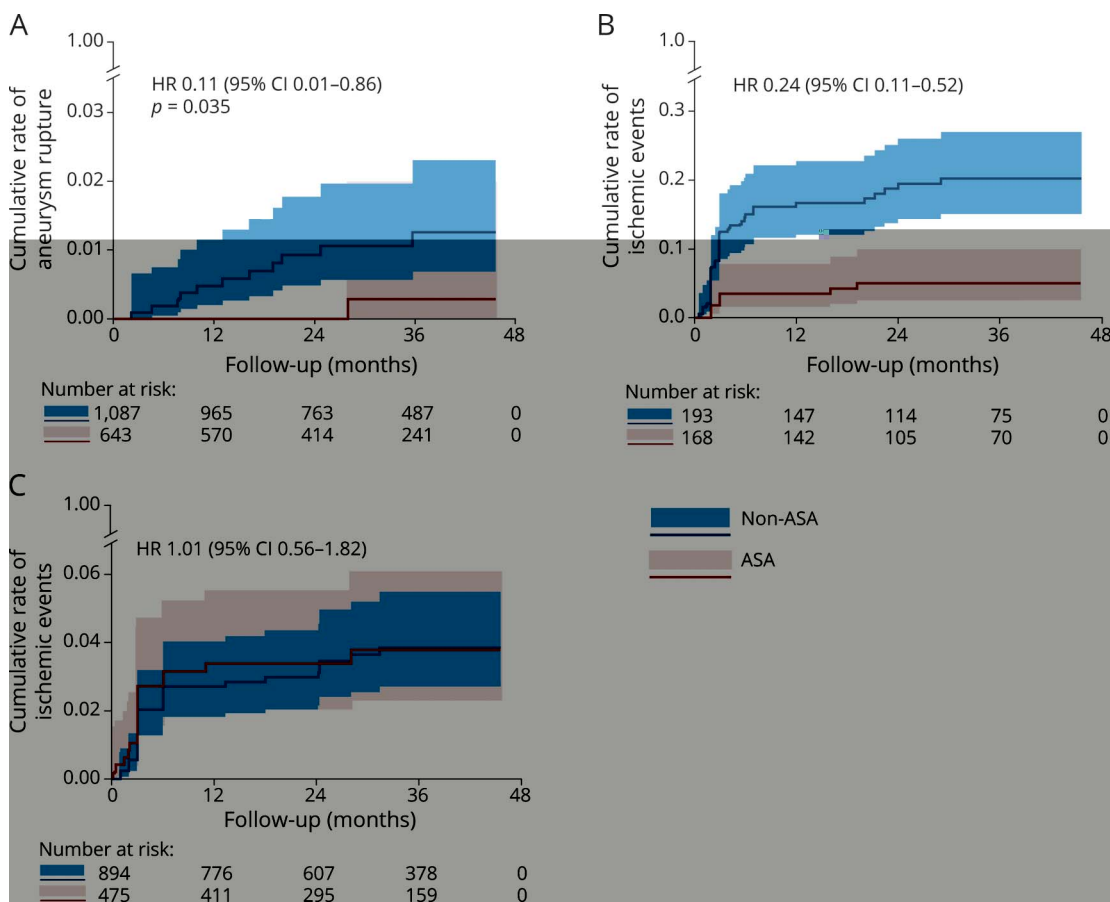 A
1.00
0.03
0.02
0.01
0.00
Cumulative rate of
aneurysm rupture
HR 0.11 (95% CI 0.01–0.86)
p = 0.035
0 12 24 36 48
Follow-up (months)
Number at risk:
1,087 965 763 487 0
643 570 414 241 0
B
1.0
0.3
0.2
0.1
0.0
Cumulative rate of
ischemic events
HR 0.24 (95% CI 0.11–0.52)
0 12 24 36 48
Follow-up (months)
Number at risk:
193 147 114 75 0
168 142 105 70 0
C
1.00
0.06
0.04
0.02
0.00
Cumulative rate of
ischemic events
HR 1.01 (95% CI 0.56–1.82)
0 12 24 36 48
Follow-up (months)
Number at risk:
894 776 607 378 0
475 411 295 159 0
Non-ASA
ASA